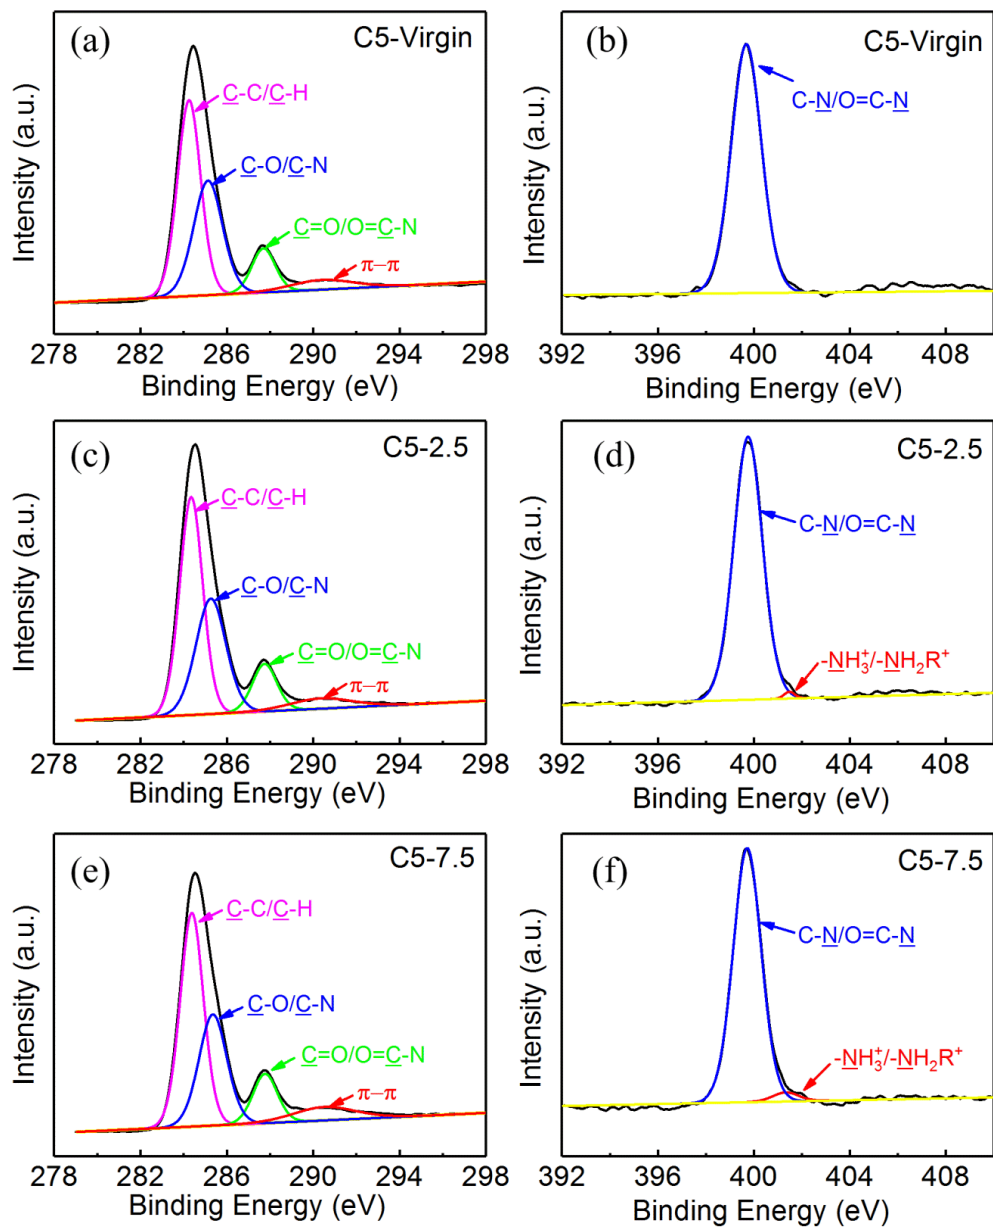 (a)
C5-Virgin
C-C/C-H
C-O/C-N
C=O/O=C-N
π–π
Intensity (a.u.)
278 282 286 290 294 298
Binding Energy (eV)
(b)
C5-Virgin
C-N/O=C-N
Intensity (a.u.)
392 396 400 404 408
Binding Energy (eV)
(c)
C5-2.5
C-C/C-H
C-O/C-N
C=O/O=C-N
π–π
Intensity (a.u.)
278 282 286 290 294 298
Binding Energy (eV)
(d)
C5-2.5
C-N/O=C-N
-NH₃⁺/-NH₂R⁺
Intensity (a.u.)
392 396 400 404 408
Binding Energy (eV)
(e)
C5-7.5
C-C/C-H
C-O/C-N
C=O/O=C-N
π–π
Intensity (a.u.)
278 282 286 290 294 298
Binding Energy (eV)
(f)
C5-7.5
C-N/O=C-N
-NH₃⁺/-NH₂R⁺
Intensity (a.u.)
392 396 400 404 408
Binding Energy (eV)